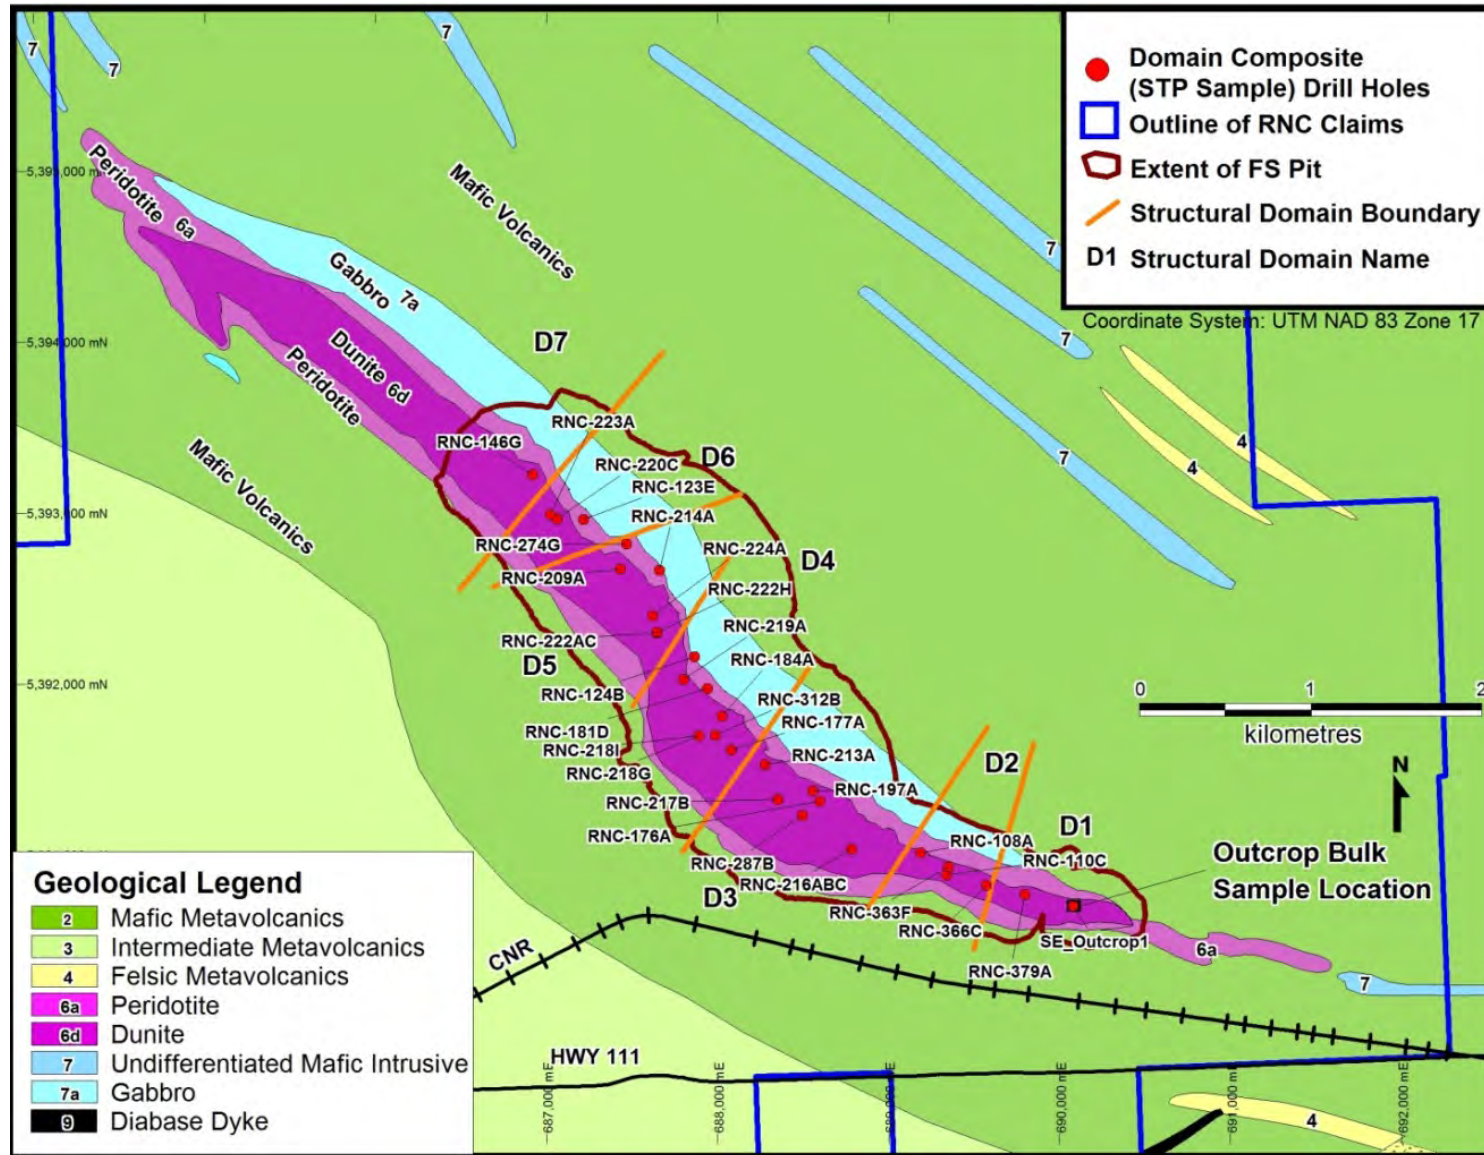 7
7
7
Domain Composite
(STP Sample) Drill Holes
Outline of RNC Claims
Extent of FS Pit
Structural Domain Boundary
D1 Structural Domain Name
Coordinate System: UTM NAD 83 Zone 17
5,395,000 mN
Peridotite 6a
Mafic Volcanics
7
7
Gabbro 7a
5,394,000 mN
Dunite 6d
Peridotite
D7
4
4
7
Mafic Volcanics
RNC-223A
RNC-146G
D6
RNC-220C
RNC-123E
5,393,000 mN
RNC-214A
RNC-274G
RNC-224A
D4
RNC-209A
RNC-222H
RNC-219A
RNC-222AC
D5
RNC-184A
5,392,000 mN
RNC-124B
RNC-312B
RNC-177A
RNC-181D
RNC-218I
RNC-213A
RNC-218G
D2
RNC-197A
RNC-217B
RNC-176A
D1
RNC-108A
RNC-110C
RNC-287B
RNC-216ABC
D3
RNC-363F
RNC-366C
SE_Outcrop1
RNC-379A
6a
7
0 1 2
kilometres
N
Outcrop Bulk
Sample Location
CNR
HWY 111
687,000 mE
688,000 mE
690,000 mE
691,000 mE
692,000 mE
4
Geological Legend
2 Mafic Metavolcanics
3 Intermediate Metavolcanics
4 Felsic Metavolcanics
6a Peridotite
6d Dunite
7 Undifferentiated Mafic Intrusive
7a Gabbro
9 Diabase Dyke